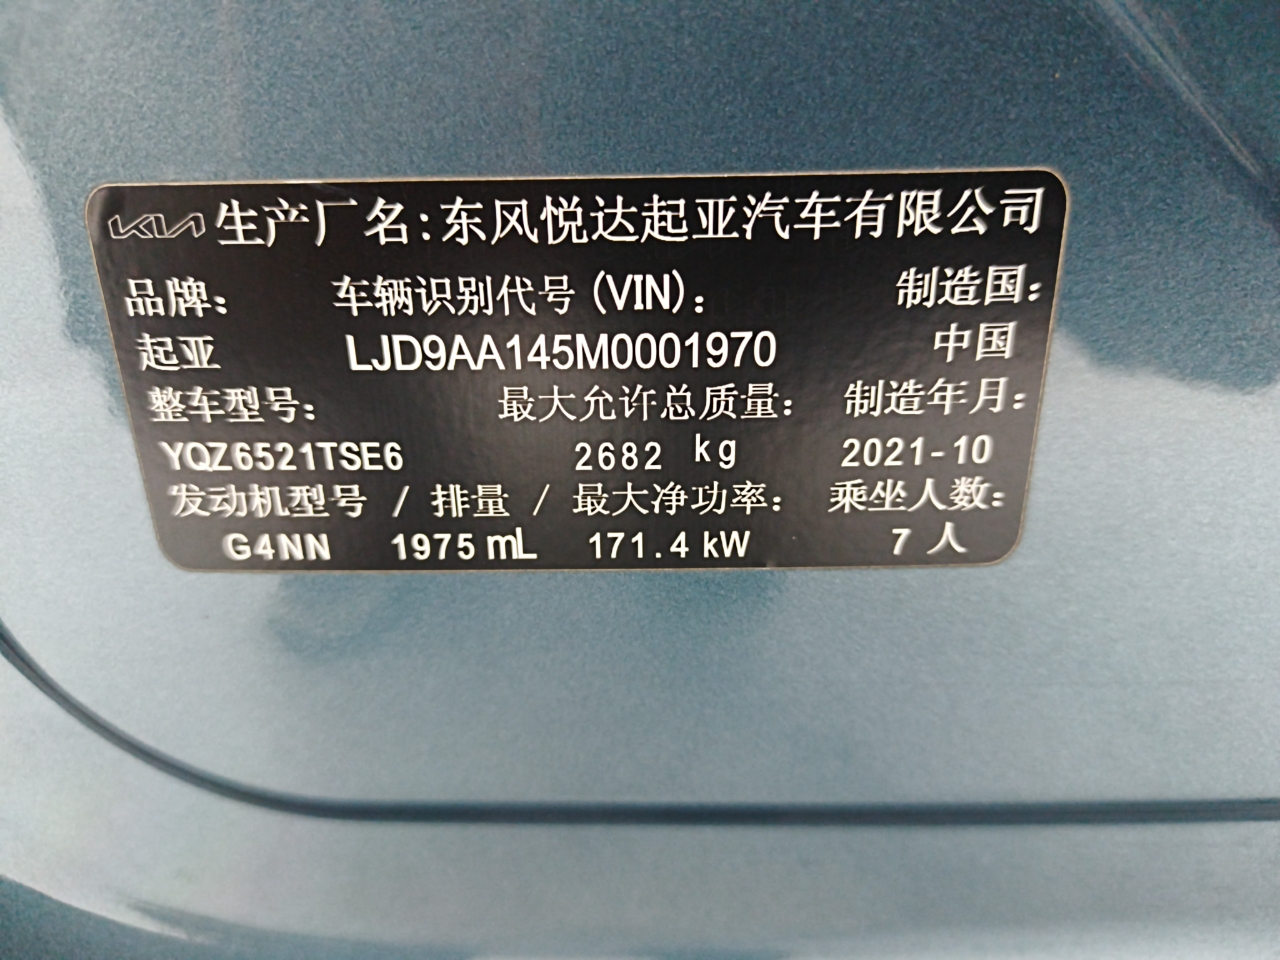 KIA 生产厂名:东风悦达起亚汽车有限公司
品牌: 车辆识别代号(VIN): 制造国:
起亚 LJD9AA145M0001970 中国
整车型号: 最大允许总质量: 制造年月:
YQZ6521TSE6 2682 kg 2021-10
发动机型号 / 排量 / 最大净功率: 乘坐人数:
G4NN 1975 mL 171.4 kW 7 人